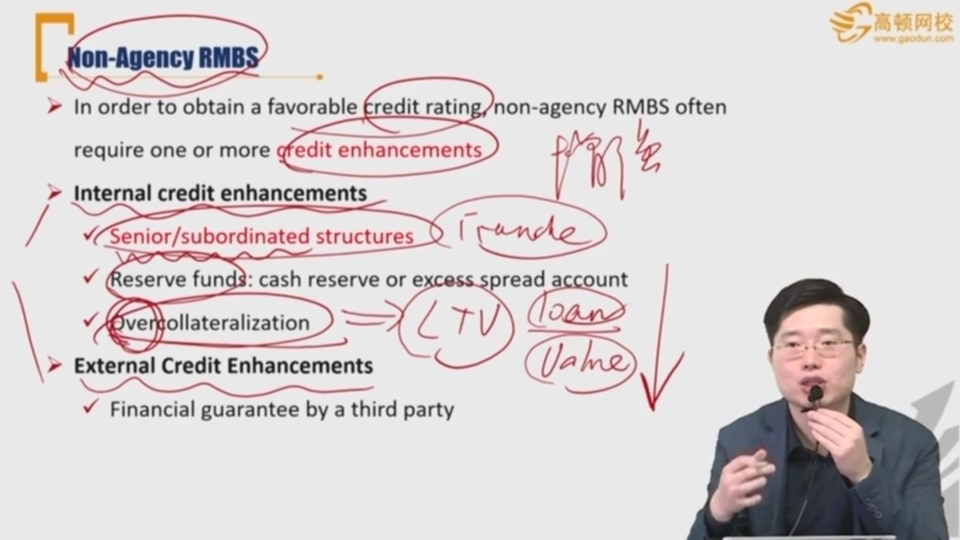 高顿网校
www.gaodun.com
Non-Agency RMBS
In order to obtain a favorable credit rating, non-agency RMBS often
require one or more credit enhancements
Internal credit enhancements
Senior/subordinated structures
Tranche
Reserve funds: cash reserve or excess spread account
Overcollateralization
LTV
loan
Value
External Credit Enhancements
Financial guarantee by a third party